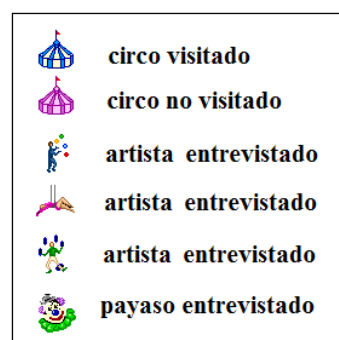 circo visitado
circo no visitado
artista entrevistado
artista entrevistado
artista entrevistado
payaso entrevistado